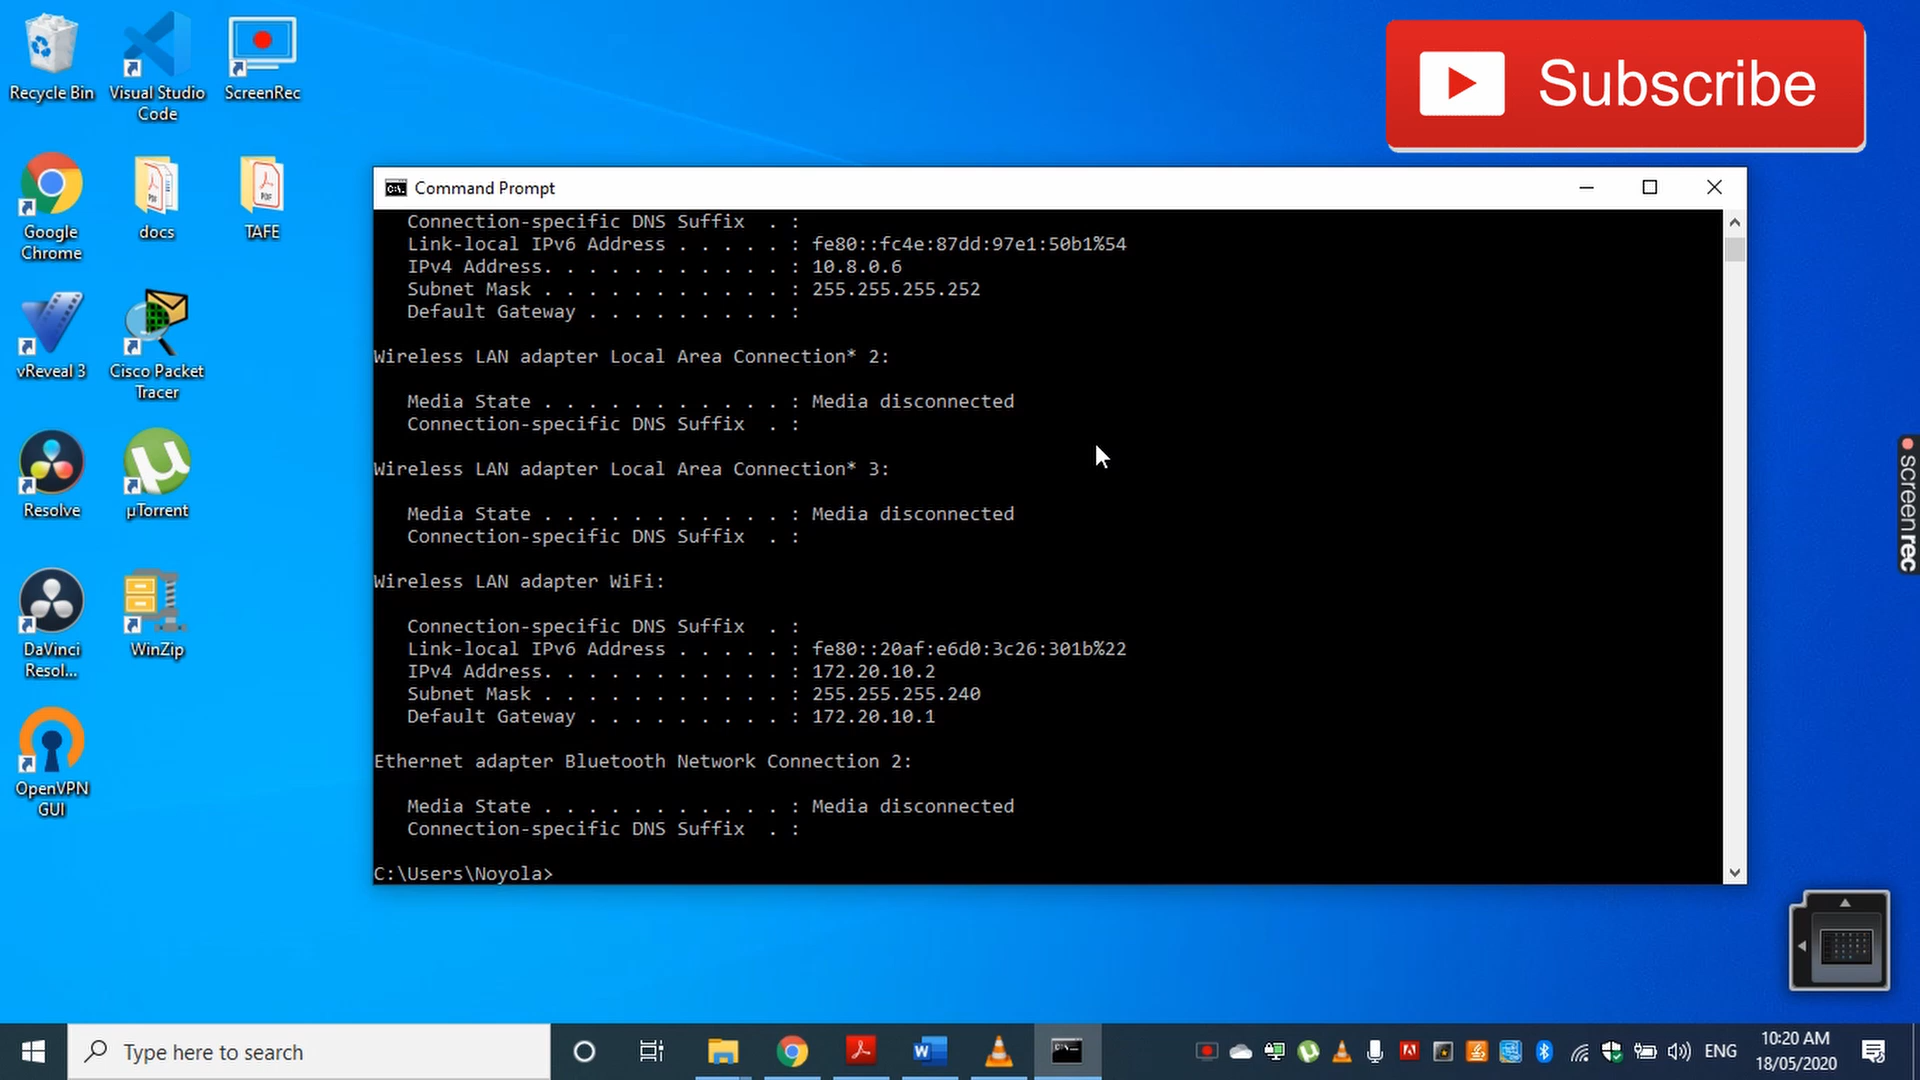 Recycle Bin
Visual Studio
Code
ScreenRec
Google
Chrome
docs
TAFE
vReveal 3
Cisco Packet
Tracer
Resolve
µTorrent
DaVinci
Resol...
WinZip
OpenVPN
GUI
Subscribe
Command Prompt
Connection-specific DNS Suffix  . :
Link-local IPv6 Address . . . . . : fe80::fc4e:87dd:97e1:50b1%54
IPv4 Address. . . . . . . . . . . : 10.8.0.6
Subnet Mask . . . . . . . . . . . : 255.255.255.252
Default Gateway . . . . . . . . . :
Wireless LAN adapter Local Area Connection* 2:
Media State . . . . . . . . . . . : Media disconnected
Connection-specific DNS Suffix  . :
Wireless LAN adapter Local Area Connection* 3:
Media State . . . . . . . . . . . : Media disconnected
Connection-specific DNS Suffix  . :
Wireless LAN adapter WiFi:
Connection-specific DNS Suffix  . :
Link-local IPv6 Address . . . . . : fe80::20af:e6d0:3c26:301b%22
IPv4 Address. . . . . . . . . . . : 172.20.10.2
Subnet Mask . . . . . . . . . . . : 255.255.255.240
Default Gateway . . . . . . . . . : 172.20.10.1
Ethernet adapter Bluetooth Network Connection 2:
Media State . . . . . . . . . . . : Media disconnected
Connection-specific DNS Suffix  . :
C:\Users\Noyola>
screenrec
Type here to search
ENG
10:20 AM
18/05/2020